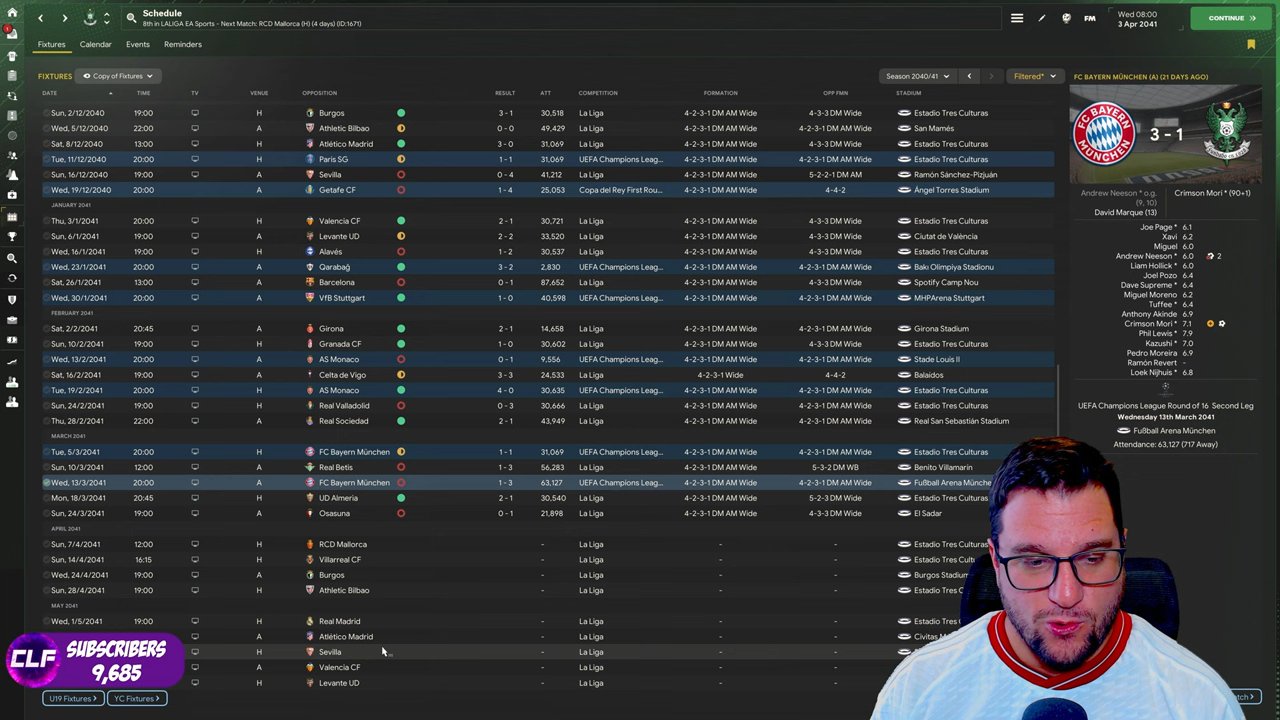 Schedule
8th in LALIGA EA Sports - Next Match: RCD Mallorca (H) (4 days) (ID:1671)
FM
Wed 08:00
3 Apr 2041
CONTINUE
Fixtures Calendar Events Reminders
FIXTURES Copy of Fixtures Season 2040/41 Filtered*
DATE TIME TV VENUE OPPOSITION RESULT ATT COMPETITION FORMATION OPP FMN STADIUM
Sun, 2/12/2040 19:00 H Burgos 3 - 1 30,518 La Liga 4-2-3-1 DM AM Wide 4-3-3 DM Wide Estadio Tres Culturas
Wed, 5/12/2040 22:00 A Athletic Bilbao 0 - 0 49,429 La Liga 4-2-3-1 DM AM Wide 4-2-3-1 DM AM Wide San Mamés
Sat, 8/12/2040 13:00 H Atlético Madrid 3 - 0 31,069 La Liga 4-2-3-1 DM AM Wide 4-2-3-1 DM AM Wide Estadio Tres Culturas
Tue, 11/12/2040 20:00 H Paris SG 1 - 1 31,069 UEFA Champions Leag... 4-2-3-1 DM AM Wide 4-2-3-1 DM AM Wide Estadio Tres Culturas
Sun, 16/12/2040 19:00 A Sevilla 0 - 4 41,212 La Liga 4-2-3-1 DM AM Wide 5-2-2-1 DM AM Ramón Sánchez-Pizjuán
Wed, 19/12/2040 20:00 A Getafe CF 1 - 4 25,053 Copa del Rey First Rou... 4-2-3-1 DM AM Wide 4-4-2 Ángel Torres Stadium
JANUARY 2041
Thu, 3/1/2041 20:00 H Valencia CF 2 - 1 30,721 La Liga 4-2-3-1 DM AM Wide 4-3-3 DM Wide Estadio Tres Culturas
Sun, 6/1/2041 19:00 A Levante UD 2 - 2 33,520 La Liga 4-2-3-1 DM AM Wide 4-3-3 DM Wide Ciutat de València
Wed, 16/1/2041 19:00 H Alavés 1 - 2 30,537 La Liga 4-2-3-1 DM AM Wide 4-3-3 DM Wide Estadio Tres Culturas
Wed, 23/1/2041 20:00 A Qarabağ 3 - 2 2,830 UEFA Champions Leag... 4-2-3-1 DM AM Wide 4-2-3-1 DM AM Wide Bakı Olimpiya Stadionu
Sat, 26/1/2041 13:00 A Barcelona 0 - 1 87,652 La Liga 4-2-3-1 DM AM Wide 4-3-3 DM Wide Spotify Camp Nou
Wed, 30/1/2041 20:00 A VfB Stuttgart 1 - 0 40,598 UEFA Champions Leag... 4-2-3-1 DM AM Wide 4-2-3-1 DM AM Wide MHPArena Stuttgart
FEBRUARY 2041
Sat, 2/2/2041 20:45 A Girona 2 - 1 14,658 La Liga 4-2-3-1 DM AM Wide 4-2-3-1 DM AM Wide Girona Stadium
Sun, 10/2/2041 19:00 H Granada CF 1 - 0 30,602 La Liga 4-2-3-1 DM AM Wide 4-3-3 DM Wide Estadio Tres Culturas
Wed, 13/2/2041 20:00 A AS Monaco 0 - 1 9,556 UEFA Champions Leag... 4-2-3-1 DM AM Wide 4-2-3-1 DM AM Wide Stade Louis II
Sat, 16/2/2041 19:00 A Celta de Vigo 3 - 3 24,533 La Liga 4-2-3-1 Wide 4-4-2 Balaídos
Tue, 19/2/2041 20:00 H AS Monaco 4 - 0 30,635 UEFA Champions Leag... 4-2-3-1 DM AM Wide 4-2-3-1 DM AM Wide Estadio Tres Culturas
Sun, 24/2/2041 19:00 H Real Valladolid 0 - 3 30,666 La Liga 4-2-3-1 DM AM Wide 4-2-3-1 DM AM Wide Estadio Tres Culturas
Thu, 28/2/2041 22:00 A Real Sociedad 2 - 1 43,949 La Liga 4-2-3-1 DM AM Wide 4-2-3-1 DM AM Wide Real San Sebastián Stadium
MARCH 2041
Tue, 5/3/2041 20:00 H FC Bayern München 1 - 1 31,069 UEFA Champions Leag... 4-2-3-1 DM AM Wide 4-2-3-1 DM AM Wide Estadio Tres Culturas
Sun, 10/3/2041 12:00 A Real Betis 1 - 3 56,283 La Liga 4-2-3-1 DM AM Wide 5-3-2 DM WB Benito Villamarín
Wed, 13/3/2041 20:00 A FC Bayern München 1 - 3 63,127 UEFA Champions Leag... 4-2-3-1 DM AM Wide 4-2-3-1 DM AM Wide Fußball Arena Münche
Mon, 18/3/2041 20:45 H UD Almeria 2 - 1 30,540 La Liga 4-2-3-1 DM AM Wide 5-2-3 DM Wide Estadio Tres Culturas
Sun, 24/3/2041 19:00 A Osasuna 0 - 1 21,898 La Liga 4-2-3-1 DM AM Wide 4-3-3 DM Wide El Sadar
APRIL 2041
Sun, 7/4/2041 12:00 H RCD Mallorca - La Liga - - Estadio Tres Culturas
Sun, 14/4/2041 16:15 H Villarreal CF - La Liga - - Estadio Tres Culturas
Wed, 24/4/2041 19:00 A Burgos - La Liga - - Burgos Stadium
Sun, 28/4/2041 19:00 H Athletic Bilbao - La Liga - - Estadio Tres
MAY 2041
Wed, 1/5/2041 19:00 H Real Madrid - La Liga - - Estadio Tres
A Atlético Madrid - La Liga - - Cívitas M
H Sevilla - La Liga - -
A Valencia CF - La Liga - -
H Levante UD - La Liga - -
U19 Fixtures YC Fixtures
CLF SUBSCRIBERS
9,685
FC BAYERN MÜNCHEN (A) (21 DAYS AGO)
3 - 1
Andrew Neeson * o.g. (9, 10)
David Marque (13)
Crimson Mori * (90+1)
Joe Page * 6.1
Xavi 6.2
Miguel 6.0
Andrew Neeson * 6.0 2
Liam Hollick * 6.0
Joel Pozo * 6.4
Dave Supreme * 6.4
Miguel Moreno * 6.2
Tuffee * 6.4
Anthony Akinde * 6.9
Crimson Mori * 7.1
Phil Lewis * 7.9
Kazushi * 7.0
Pedro Moreira * 6.9
Ramón Revert * -
Loek Nijhuis * 6.8
UEFA Champions League Round of 16 Second Leg
Wednesday 13th March 2041
Fußball Arena München
Attendance: 63,127 (717 Away)